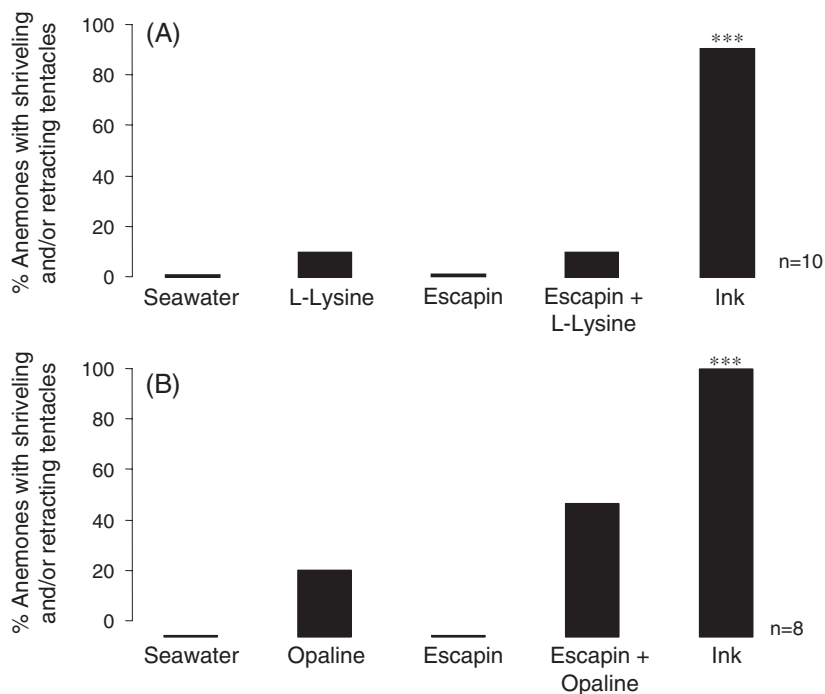 (A)
% Anemones with shriveling
and/or retracting tentacles
100
80
60
40
20
0
***
Seawater
L-Lysine
Escapin
Escapin +
L-Lysine
Ink
n=10
(B)
% Anemones with shriveling
and/or retracting tentacles
100
80
60
40
20
0
***
Seawater
Opaline
Escapin
Escapin +
Opaline
Ink
n=8